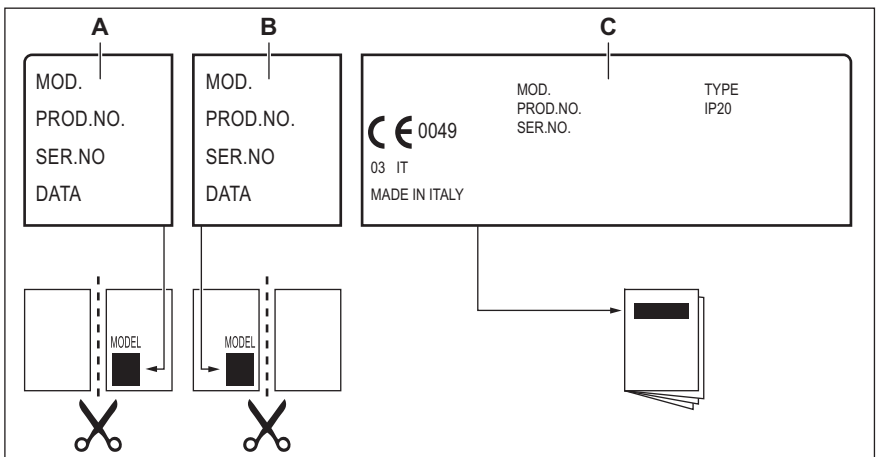 A
B
C
MOD.
PROD.NO.
SER.NO
DATA
MOD.
PROD.NO.
SER.NO
DATA
MOD.
PROD.NO.
SER.NO.
TYPE
IP20
CE 0049
03 IT
MADE IN ITALY
MODEL
MODEL